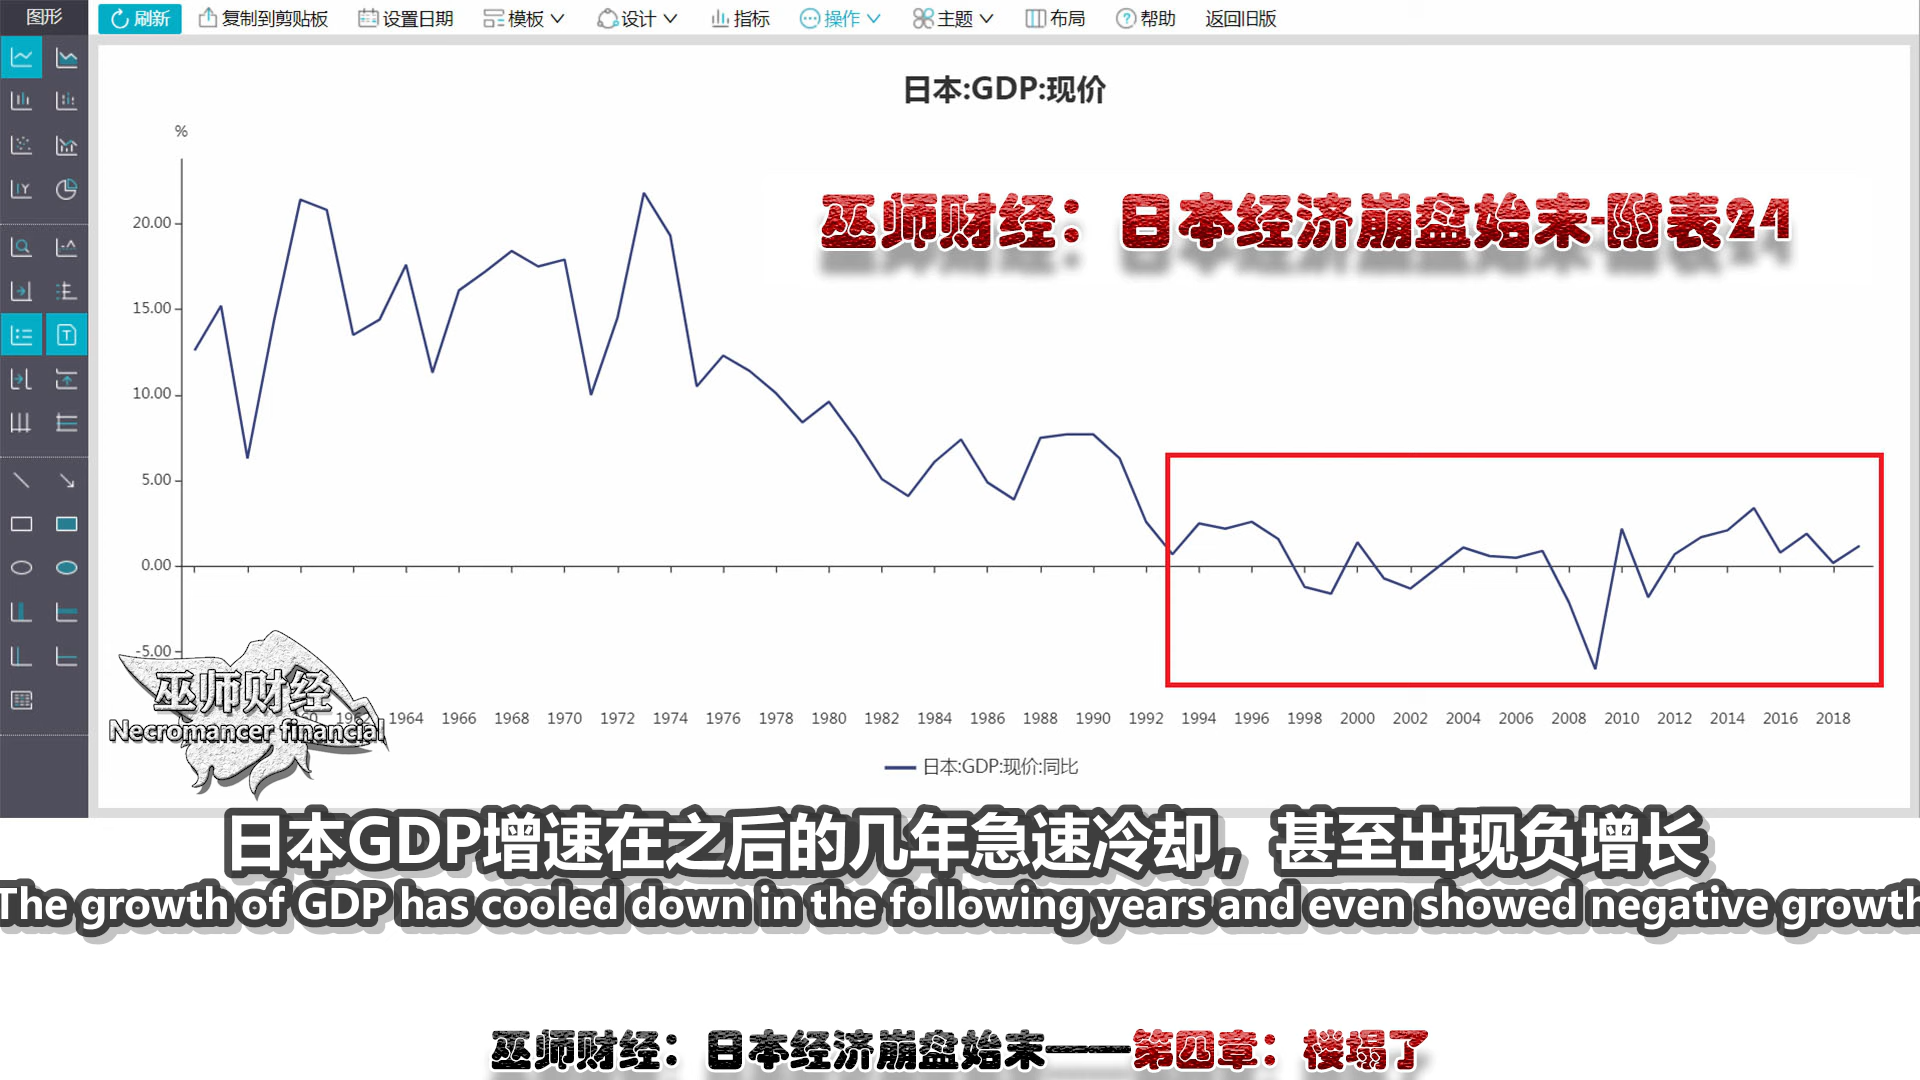 图形 刷新 复制到剪贴板 设置日期 模板 设计 指标 操作 主题 布局 帮助 返回旧版
日本:GDP:现价
%
巫师财经：日本经济崩盘始末-附表24
20.00
15.00
10.00
5.00
0.00
-5.00
巫师财经
Necromancer financial
1962 1964 1966 1968 1970 1972 1974 1976 1978 1980 1982 1984 1986 1988 1990 1992 1994 1996 1998 2000 2002 2004 2006 2008 2010 2012 2014 2016 2018
日本:GDP:现价:同比
日本GDP增速在之后的几年急速冷却，甚至出现负增长
The growth of GDP has cooled down in the following years and even showed negative growth
巫师财经：日本经济崩盘始末——第四章：楼塌了